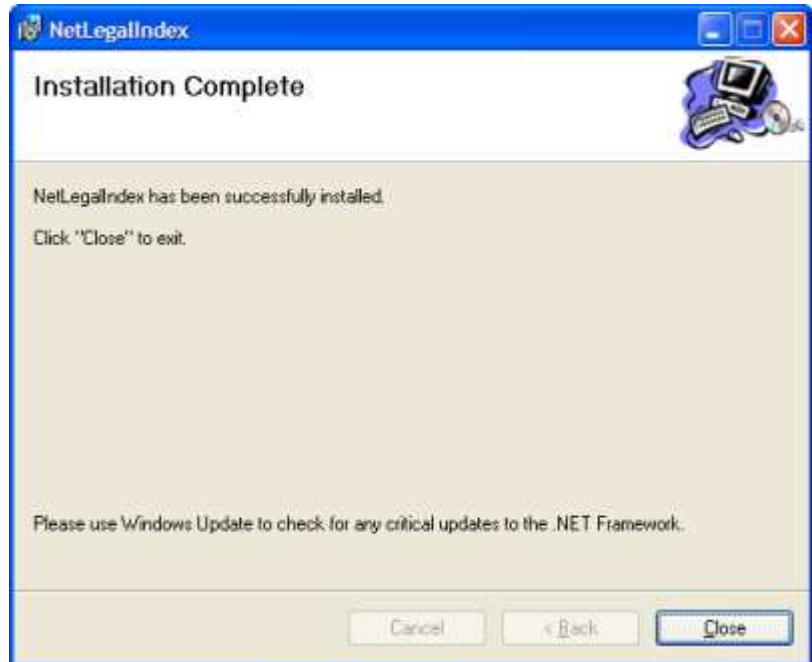 NetLegalIndex
Installation Complete
NetLegalIndex has been successfully installed.
Click "Close" to exit.
Please use Windows Update to check for any critical updates to the .NET Framework.
Cancel
< Back
Close